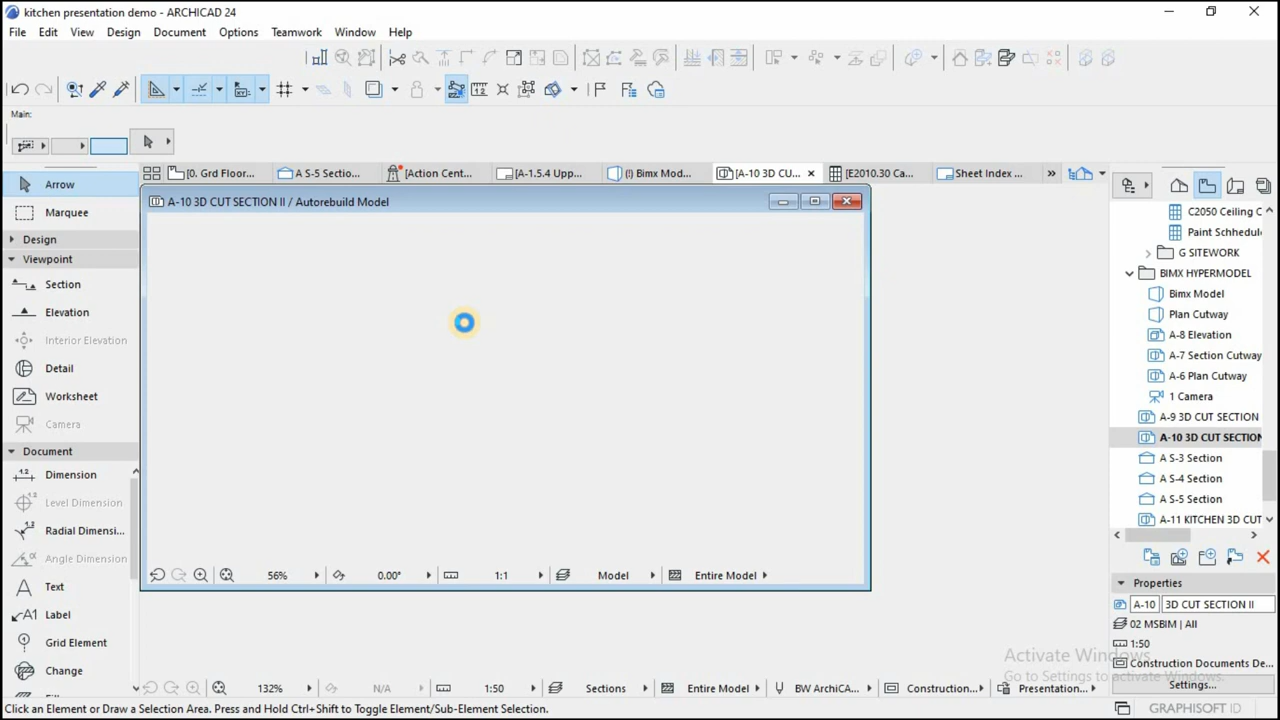 kitchen presentation demo - ARCHICAD 24
File Edit View Design Document Options Teamwork Window Help
Main:
[0. Grd Floor... A S-5 Sectio... [Action Cent... [A-1.5.4 Upp... (!) Bimx Mod... [A-10 3D CU... [E2010.30 Ca... Sheet Index ...
Arrow
Marquee
Design
Viewpoint
Section
Elevation
Interior Elevation
Detail
Worksheet
Camera
Document
Dimension
Level Dimension
Radial Dimensi...
Angle Dimension
Text
Label
Grid Element
Change
A-10 3D CUT SECTION II / Autorebuild Model
56% 0.00° 1:1 Model Entire Model
C2050 Ceiling C
Paint Schhedul
G SITEWORK
BIMX HYPERMODEL
Bimx Model
Plan Cutway
A-8 Elevation
A-7 Section Cutway
A-6 Plan Cutway
1 Camera
A-9 3D CUT SECTION
A-10 3D CUT SECTION
A S-3 Section
A S-4 Section
A S-5 Section
A-11 KITCHEN 3D CUT
Properties
A-10 3D CUT SECTION II
02 MSBIM | All
1:50
Construction Documents De...
Settings...
Activate Windows
Go to Settings to activate Windows.
132% N/A 1:50 Sections Entire Model BW ArchiCA... Construction... Presentation...
Click an Element or Draw a Selection Area. Press and Hold Ctrl+Shift to Toggle Element/Sub-Element Selection.
GRAPHISOFT ID